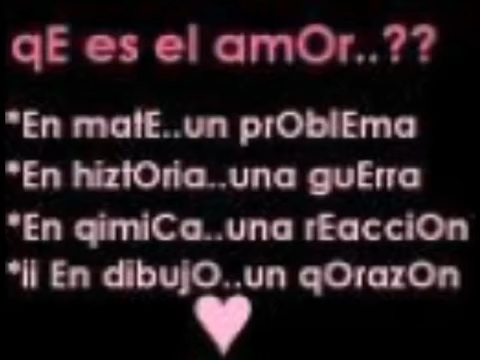 qE es el amOr..??
*En matE..un prOblEma
*En hiztOria..una guErra
*En qimiCa..una rEacciOn
*ii En dibujO..un qOrazOn